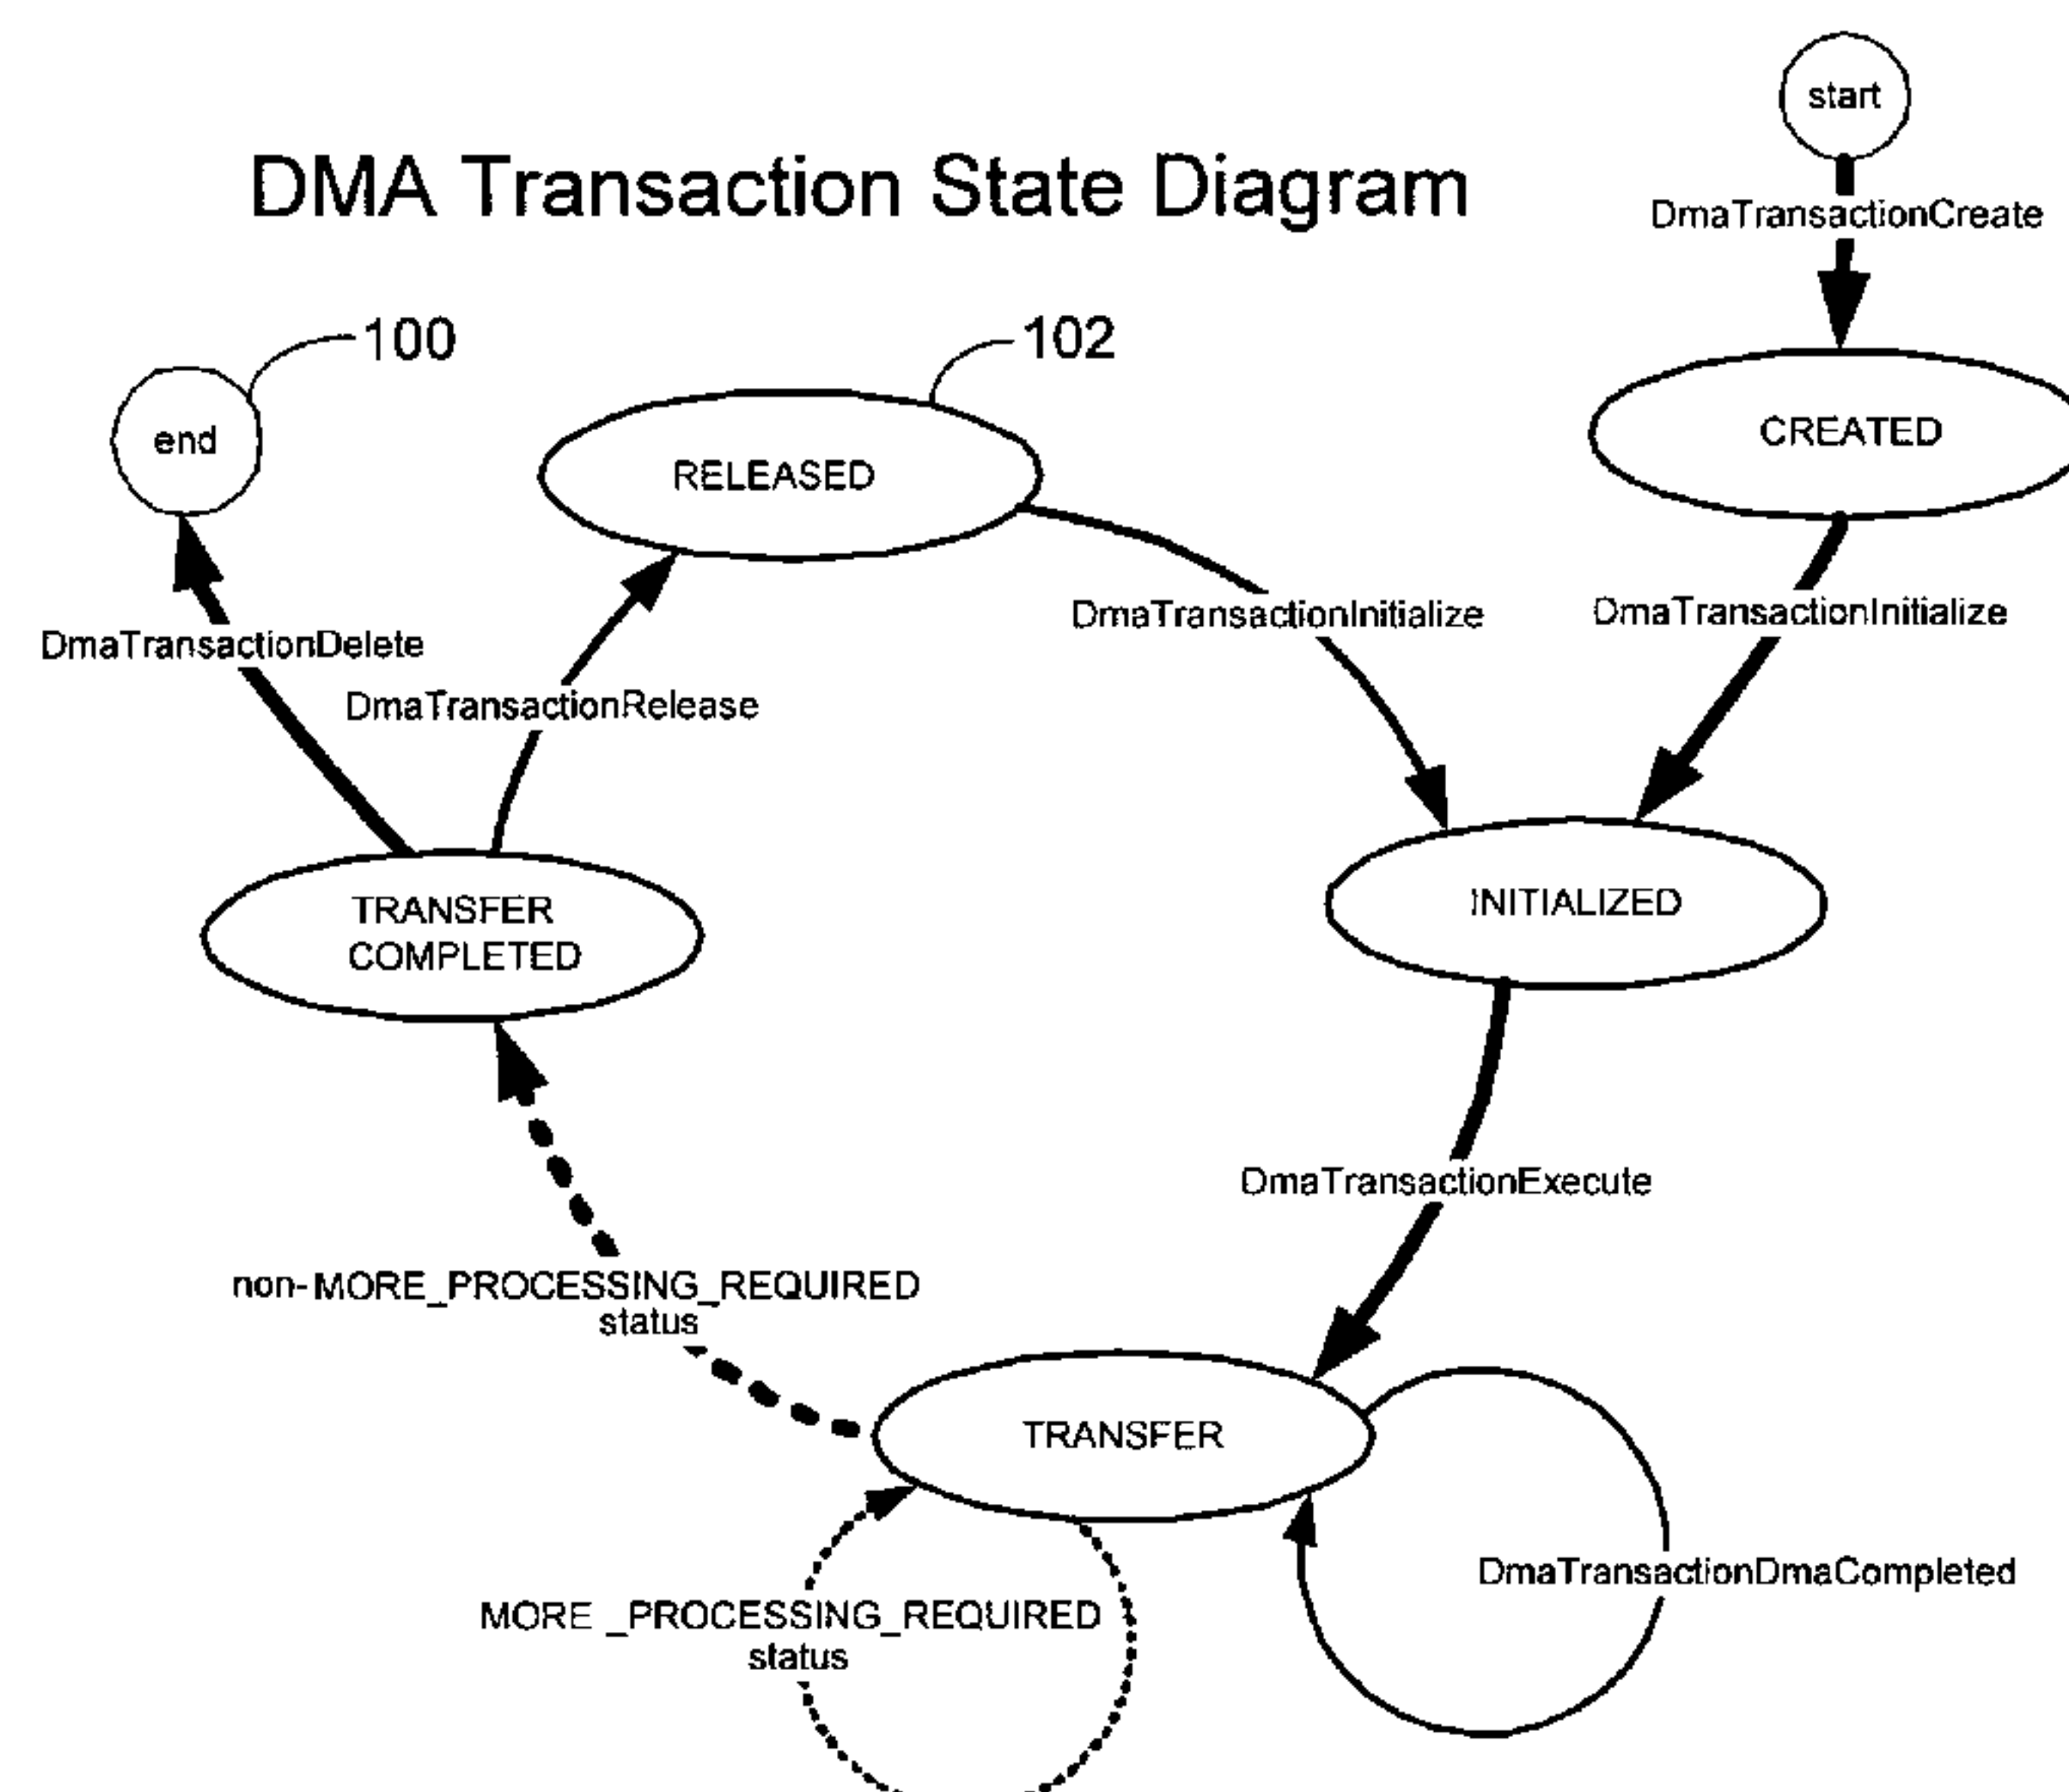 start
DMA Transaction State Diagram
DmaTransactionCreate
100
102
end
RELEASED
CREATED
DmaTransactionInitialize
DmaTransactionInitialize
DmaTransactionDelete
DmaTransactionRelease
TRANSFER
COMPLETED
INITIALIZED
DmaTransactionExecute
non-MORE_PROCESSING_REQUIRED
status
TRANSFER
DmaTransactionDmaCompleted
MORE _PROCESSING_REQUIRED
status